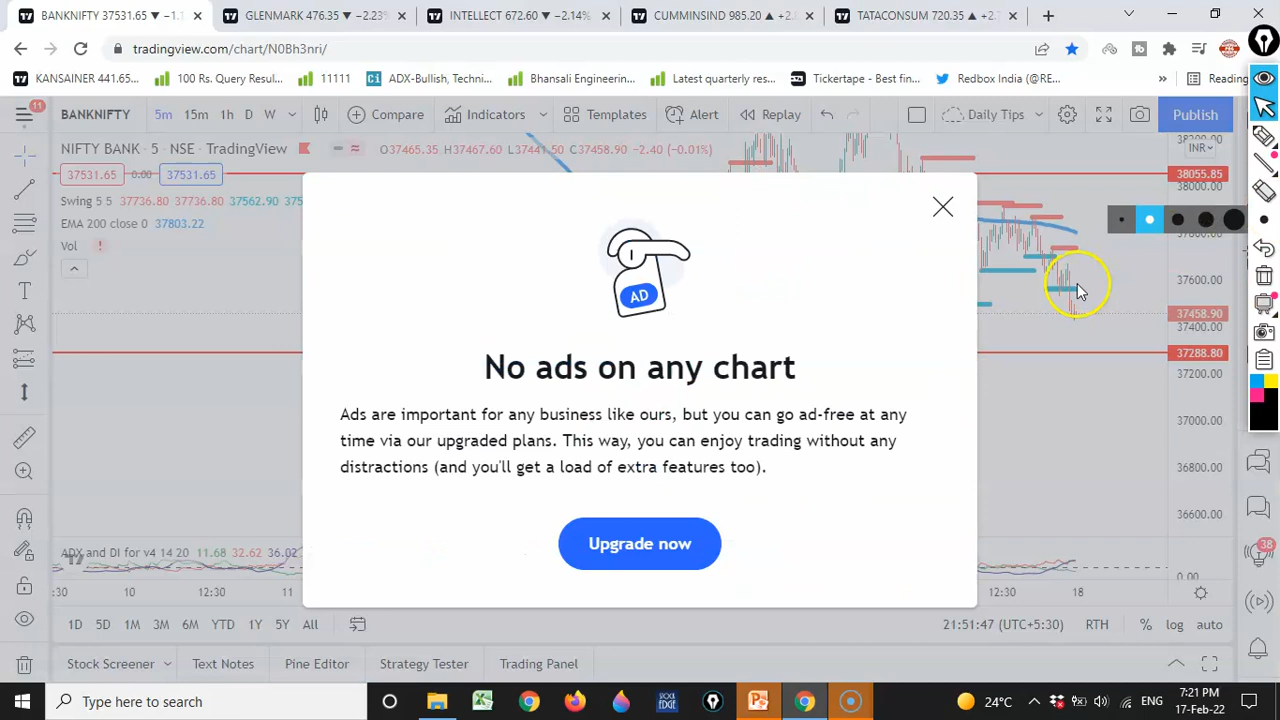 BANKNIFTY 37531.65 ▼ −1.1
GLENMARK 476.35 ▼ −2.23%
INTELLECT 672.60 ▼ −2.14%
CUMMINSIND 985.20 ▲ +2.
TATACONSUM 720.35 ▲ +2.
tradingview.com/chart/N0Bh3nri/
KANSAINER 441.65...
100 Rs. Query Resul...
11111
ADX-Bullish, Techni...
Bhansali Engineerin...
Latest quarterly res...
Tickertape - Best fin...
Redbox India (@RE...
»
Reading
11
BANKNIFTY
5m
15m
1h
D
W
Compare
Indicators
Templates
Alert
Replay
Daily Tips
Publish
NIFTY BANK · 5 · NSE · TradingView
O37465.35 H37467.60 L37441.50 C37458.90 −2.40 (−0.01%)
INR
38055.85
38000.00
37531.65
0.00
37531.65
Swing 5 5 37736.80 37736.80 37562.90
EMA 200 close 0 37803.22
Vol
37600.00
37458.90
37400.00
37288.80
37200.00
37000.00
36800.00
36600.00
AD
No ads on any chart
Ads are important for any business like ours, but you can go ad-free at any
time via our upgraded plans. This way, you can enjoy trading without any
distractions (and you'll get a load of extra features too).
Upgrade now
38
ADX and DI for v4 14 20 11.68 32.62 36.02
0.00
:30
10
12:30
11
12:30
18
1D
5D
1M
3M
6M
YTD
1Y
5Y
All
21:51:47 (UTC+5:30)
RTH
%
log
auto
Stock Screener
Text Notes
Pine Editor
Strategy Tester
Trading Panel
Type here to search
STOCK
EDGE
24°C
ENG
7:21 PM
17-Feb-22